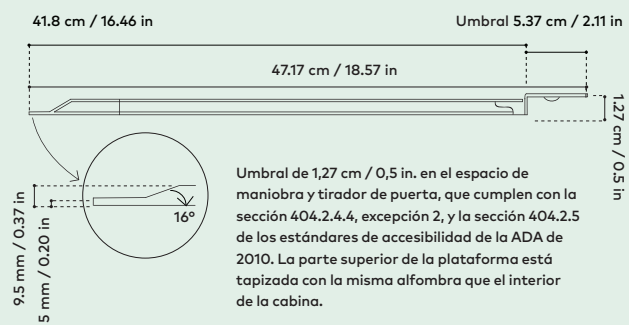 41.8 cm / 16.46 in
Umbral 5.37 cm / 2.11 in
47.17 cm / 18.57 in
1.27 cm / 0.5 in
16º
9.5 mm / 0.37 in
5 mm / 0.20 in
Umbral de 1,27 cm / 0,5 in. en el espacio de
maniobra y tirador de puerta, que cumplen con la
sección 404.2.4.4, excepción 2, y la sección 404.2.5
de los estándares de accesibilidad de la ADA de
2010. La parte superior de la plataforma está
tapizada con la misma alfombra que el interior
de la cabina.